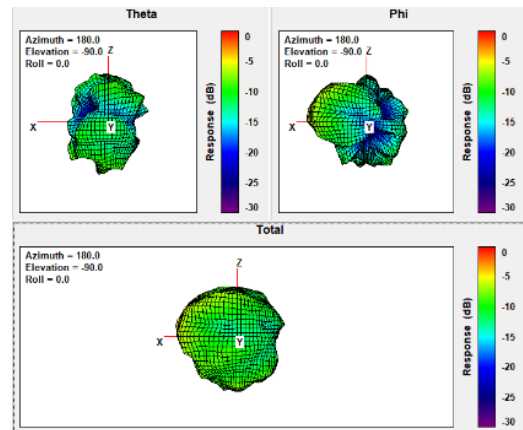 Theta
Azimuth = 180.0
Elevation = -90.0
Roll = 0.0
Z
X
Y
0
-5
-10
-15
-20
-25
-30
Response (dB)
Phi
Azimuth = 180.0
Elevation = -90.0
Roll = 0.0
Z
X
Y
0
-5
-10
-15
-20
-25
-30
Response (dB)
Total
Azimuth = 180.0
Elevation = -90.0
Roll = 0.0
Z
X
Y
0
-5
-10
-15
-20
-25
-30
Response (dB)